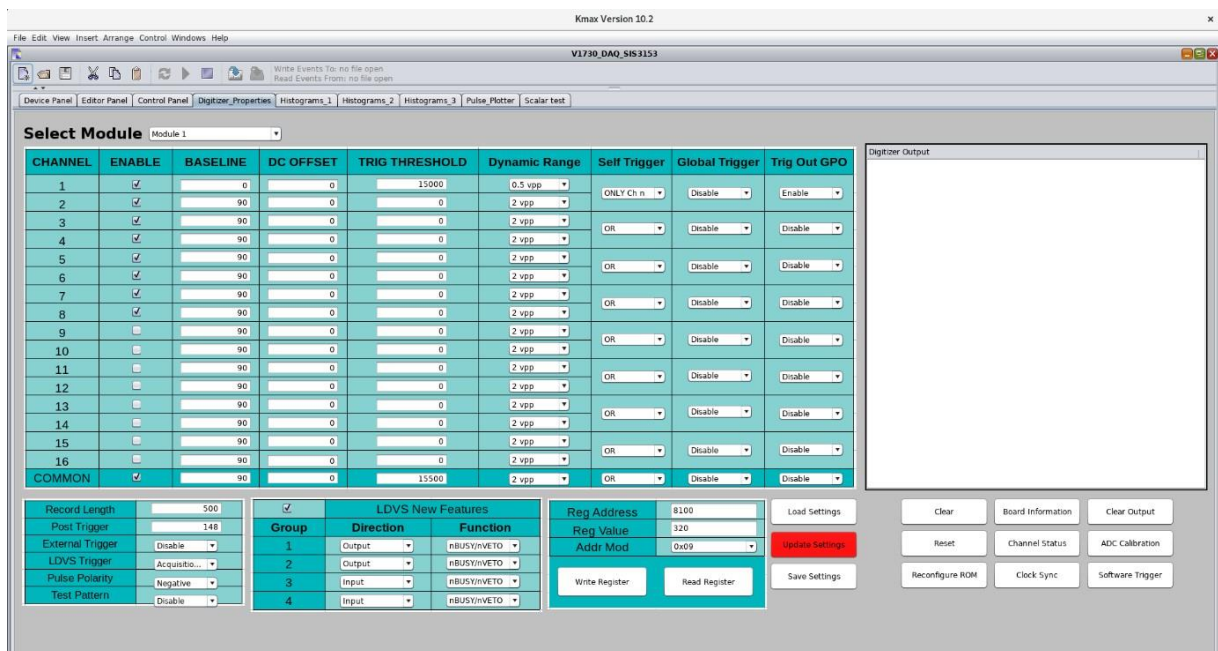 Kmax Version 10.2 x
File Edit View Insert Arrange Control Windows Help
V1730_DAQ_SIS3153
Write Events To: no file open
Read Events From: no file open
Device Panel Editor Panel Control Panel Digitizer_Properties Histograms_1 Histograms_2 Histograms_3 Pulse_Plotter Scalar test
Select Module Module 1
Digitizer Output
CHANNEL ENABLE BASELINE DC OFFSET TRIG THRESHOLD Dynamic Range Self Trigger Global Trigger Trig Out GPO
1 0 0 15000 0.5 vpp
ONLY Ch n Disable Enable
2 90 0 0 2 vpp
3 90 0 0 2 vpp
OR Disable Disable
4 90 0 0 2 vpp
5 90 0 0 2 vpp
OR Disable Disable
6 90 0 0 2 vpp
7 90 0 0 2 vpp
OR Disable Disable
8 90 0 0 2 vpp
9 90 0 0 2 vpp
OR Disable Disable
10 90 0 0 2 vpp
11 90 0 0 2 vpp
OR Disable Disable
12 90 0 0 2 vpp
13 90 0 0 2 vpp
OR Disable Disable
14 90 0 0 2 vpp
15 90 0 0 2 vpp
OR Disable Disable
16 90 0 0 2 vpp
COMMON 90 0 15500 2 vpp OR Disable Disable
Record Length 500
Post Trigger 148
External Trigger Disable
LDVS Trigger Acquisitio...
Pulse Polarity Negative
Test Pattern Disable
LDVS New Features
Group Direction Function
1 Output nBUSY/nVETO
2 Output nBUSY/nVETO
3 Input nBUSY/nVETO
4 Input nBUSY/nVETO
Reg Address 8100
Reg Value 320
Addr Mod 0x09
Write Register Read Register
Load Settings
Update Settings
Save Settings
Clear Board Information Clear Output
Reset Channel Status ADC Calibration
Reconfigure ROM Clock Sync Software Trigger